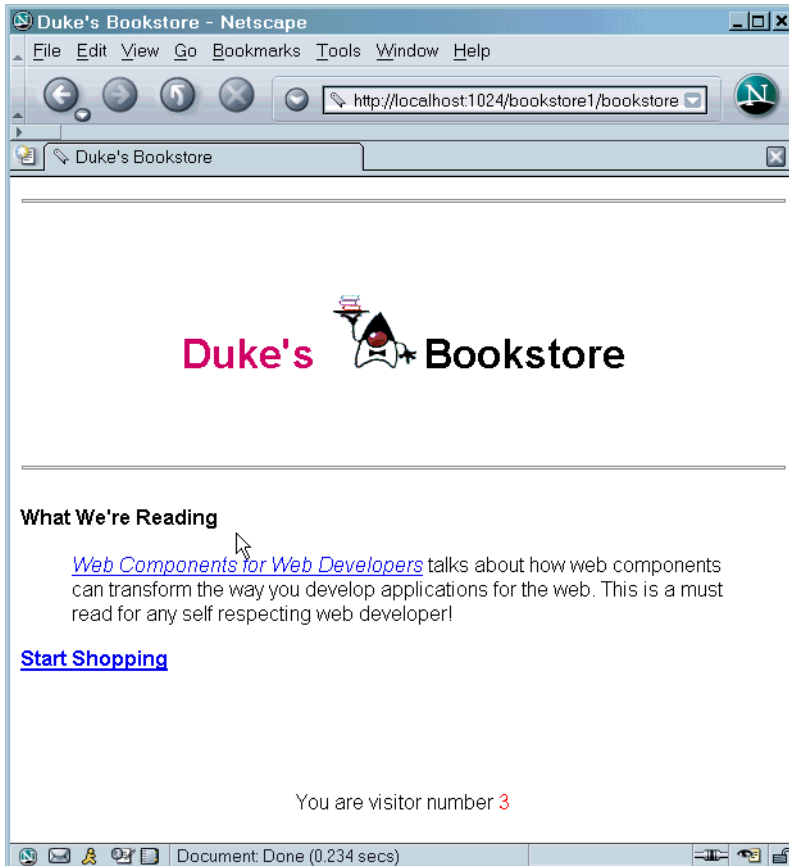 Duke's Bookstore - Netscape
File Edit View Go Bookmarks Tools Window Help
http://localhost:1024/bookstore1/bookstore
N
Duke's Bookstore
Duke's Bookstore
What We're Reading
Web Components for Web Developers talks about how web components
can transform the way you develop applications for the web. This is a must
read for any self respecting web developer!
Start Shopping
You are visitor number 3
Document: Done (0.234 secs)